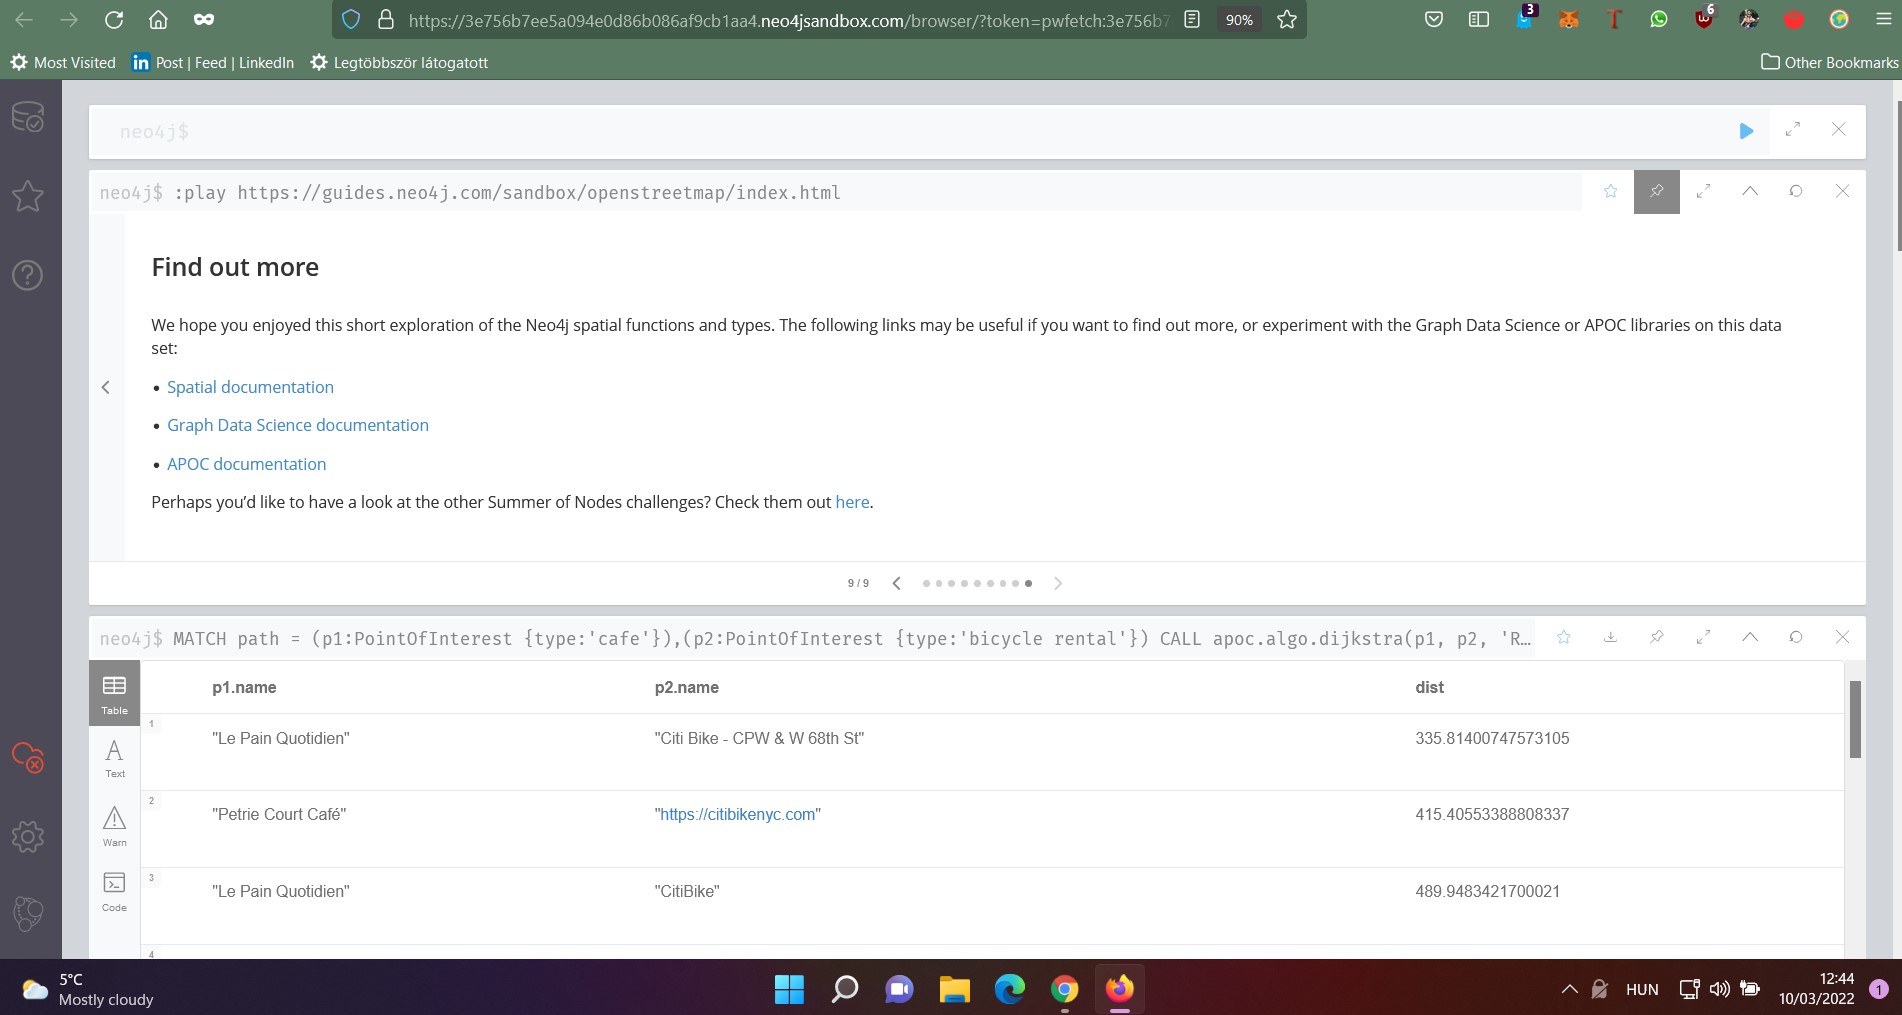 https://3e756b7ee5a094e0d86b086af9cb1aa4.neo4jsandbox.com/browser/?token=pwfetch:3e756b7
90%
3
6
Most Visited
in Post | Feed | LinkedIn
Legtöbbször látogatott
Other Bookmarks
neo4j$
neo4j$ :play https://guides.neo4j.com/sandbox/openstreetmap/index.html
Find out more
We hope you enjoyed this short exploration of the Neo4j spatial functions and types. The following links may be useful if you want to find out more, or experiment with the Graph Data Science or APOC libraries on this data
set:
• Spatial documentation
• Graph Data Science documentation
• APOC documentation
Perhaps you’d like to have a look at the other Summer of Nodes challenges? Check them out here.
9 / 9
neo4j$ MATCH path = (p1:PointOfInterest {type:'cafe'}),(p2:PointOfInterest {type:'bicycle rental'}) CALL apoc.algo.dijkstra(p1, p2, 'R…
Table
Text
Warn
Code
p1.name p2.name dist
1 "Le Pain Quotidien" "Citi Bike - CPW & W 68th St" 335.81400747573105
2 "Petrie Court Café" "https://citibikenyc.com" 415.40553388808337
3 "Le Pain Quotidien" "CitiBike" 489.9483421700021
4
5°C
Mostly cloudy
HUN
12:44
10/03/2022
1